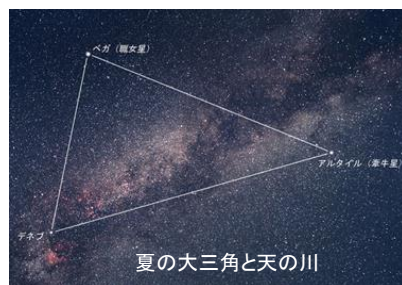 ベガ（織女星）
アルタイル（牽牛星）
デネブ
夏の大三角と天の川